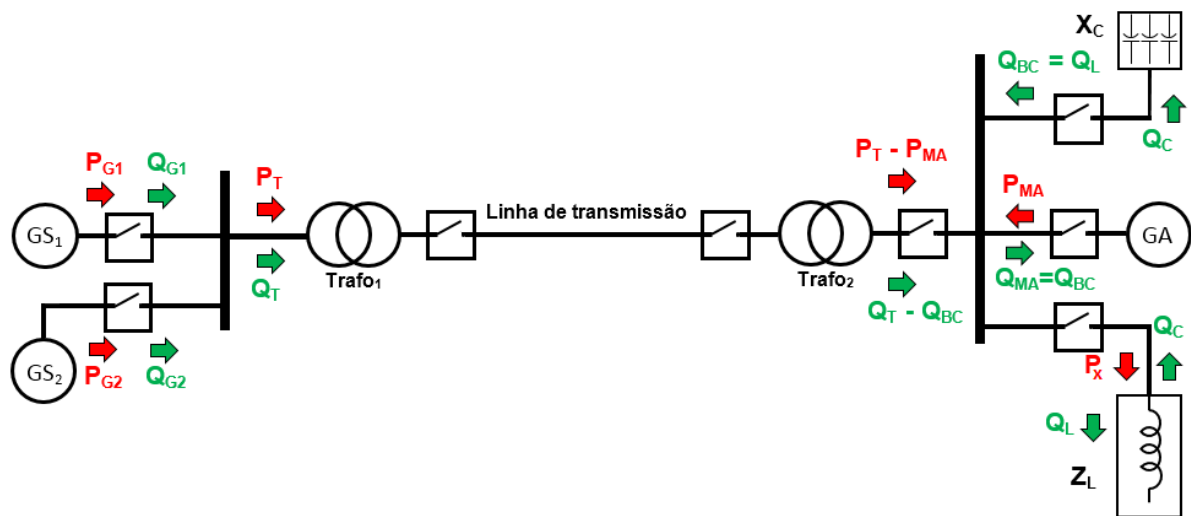 X_C
Q_BC = Q_L
Q_C
P_G1
Q_G1
P_T
P_T - P_MA
P_MA
GS_1
Linha de transmissão
GA
Trafo_1
Trafo_2
Q_T
Q_T - Q_BC
Q_MA=Q_BC
GS_2
P_G2
Q_G2
Q_C
P_x
Q_L
Z_L